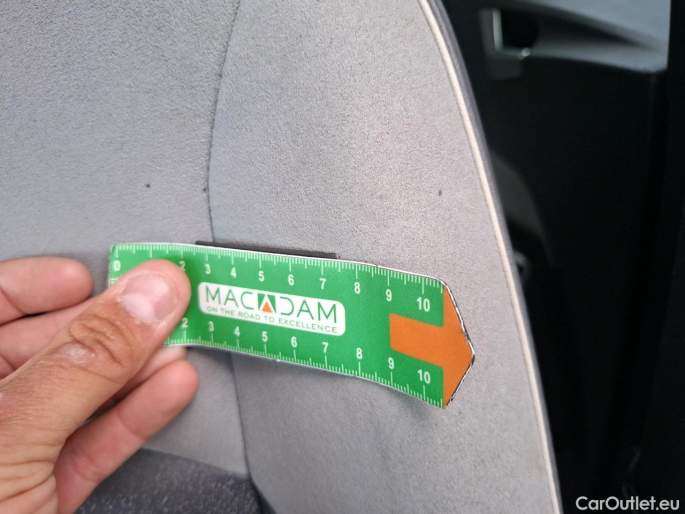 0 2 3 4 5 6 7 8 9 10
MACADAM
ON THE ROAD TO EXCELLENCE
2 3 4 5 6 7 8 9 10
CarOutlet.eu